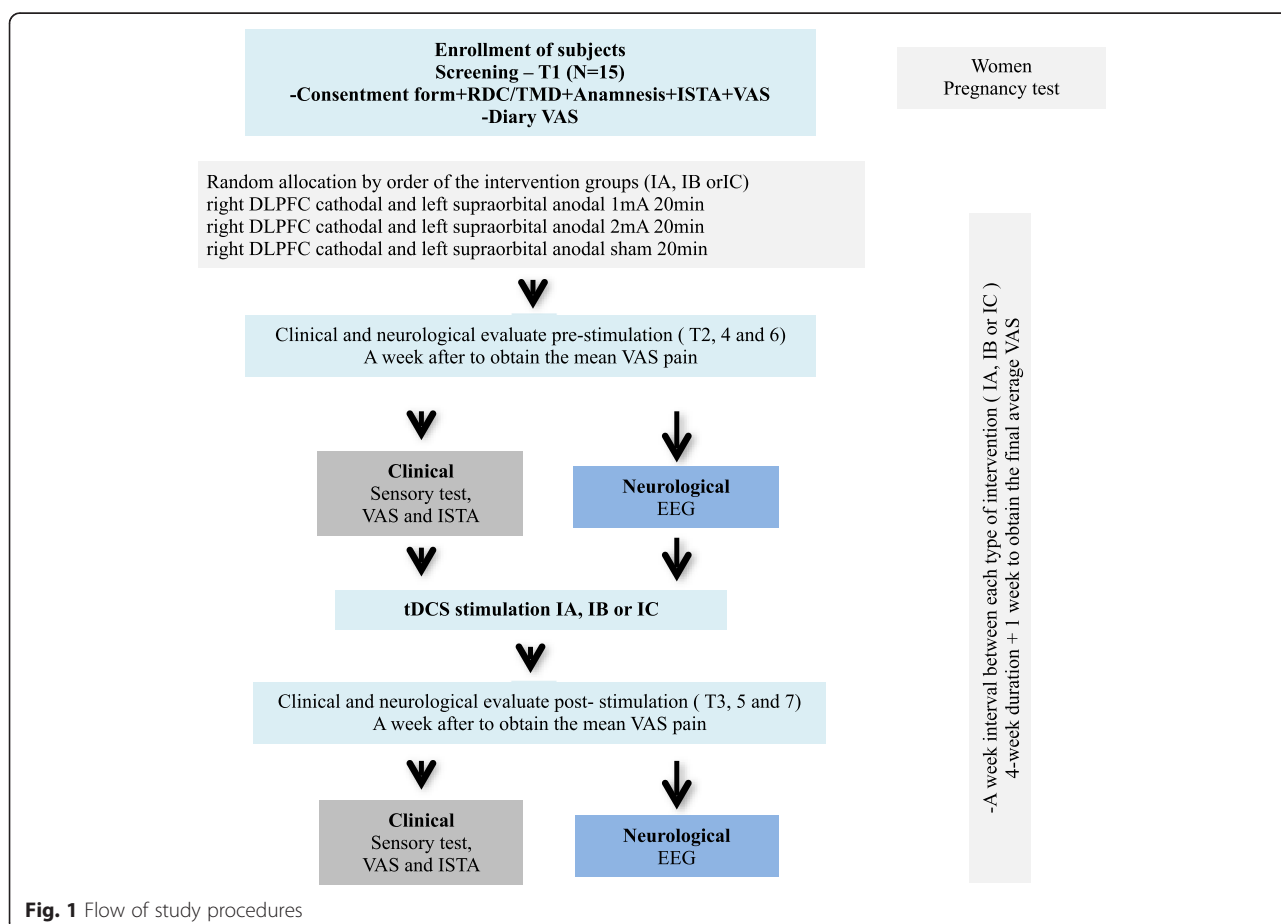 Enrollment of subjects
Screening – T1 (N=15)
-Consentment form+RDC/TMD+Anamnesis+ISTA+VAS
-Diary VAS
Women
Pregnancy test
Random allocation by order of the intervention groups (IA, IB orIC)
right DLPFC cathodal and left supraorbital anodal 1mA 20min
right DLPFC cathodal and left supraorbital anodal 2mA 20min
right DLPFC cathodal and left supraorbital anodal sham 20min
Clinical and neurological evaluate pre-stimulation ( T2, 4 and 6)
A week after to obtain the mean VAS pain
Clinical
Sensory test,
VAS and ISTA
Neurological
EEG
tDCS stimulation IA, IB or IC
Clinical and neurological evaluate post- stimulation ( T3, 5 and 7)
A week after to obtain the mean VAS pain
Clinical
Sensory test,
VAS and ISTA
Neurological
EEG
-A week interval between each type of intervention ( IA, IB or IC )
4-week duration + 1 week to obtain the final average VAS
Fig. 1 Flow of study procedures